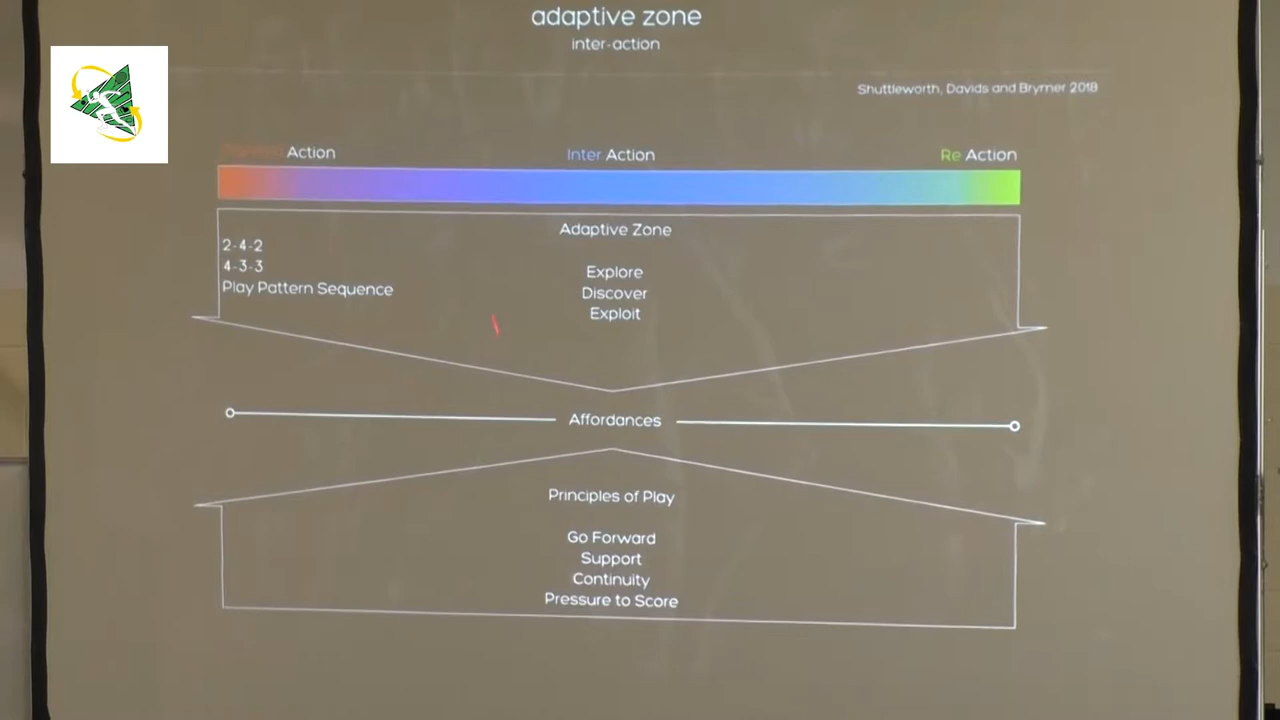 adaptive zone
inter-action
Shuttleworth, Davids and Brymer 2018
Action
Inter Action
Re Action
Adaptive Zone
2-4-2
4-3-3
Play Pattern Sequence
Explore
Discover
Exploit
Affordances
Principles of Play
Go Forward
Support
Continuity
Pressure to Score